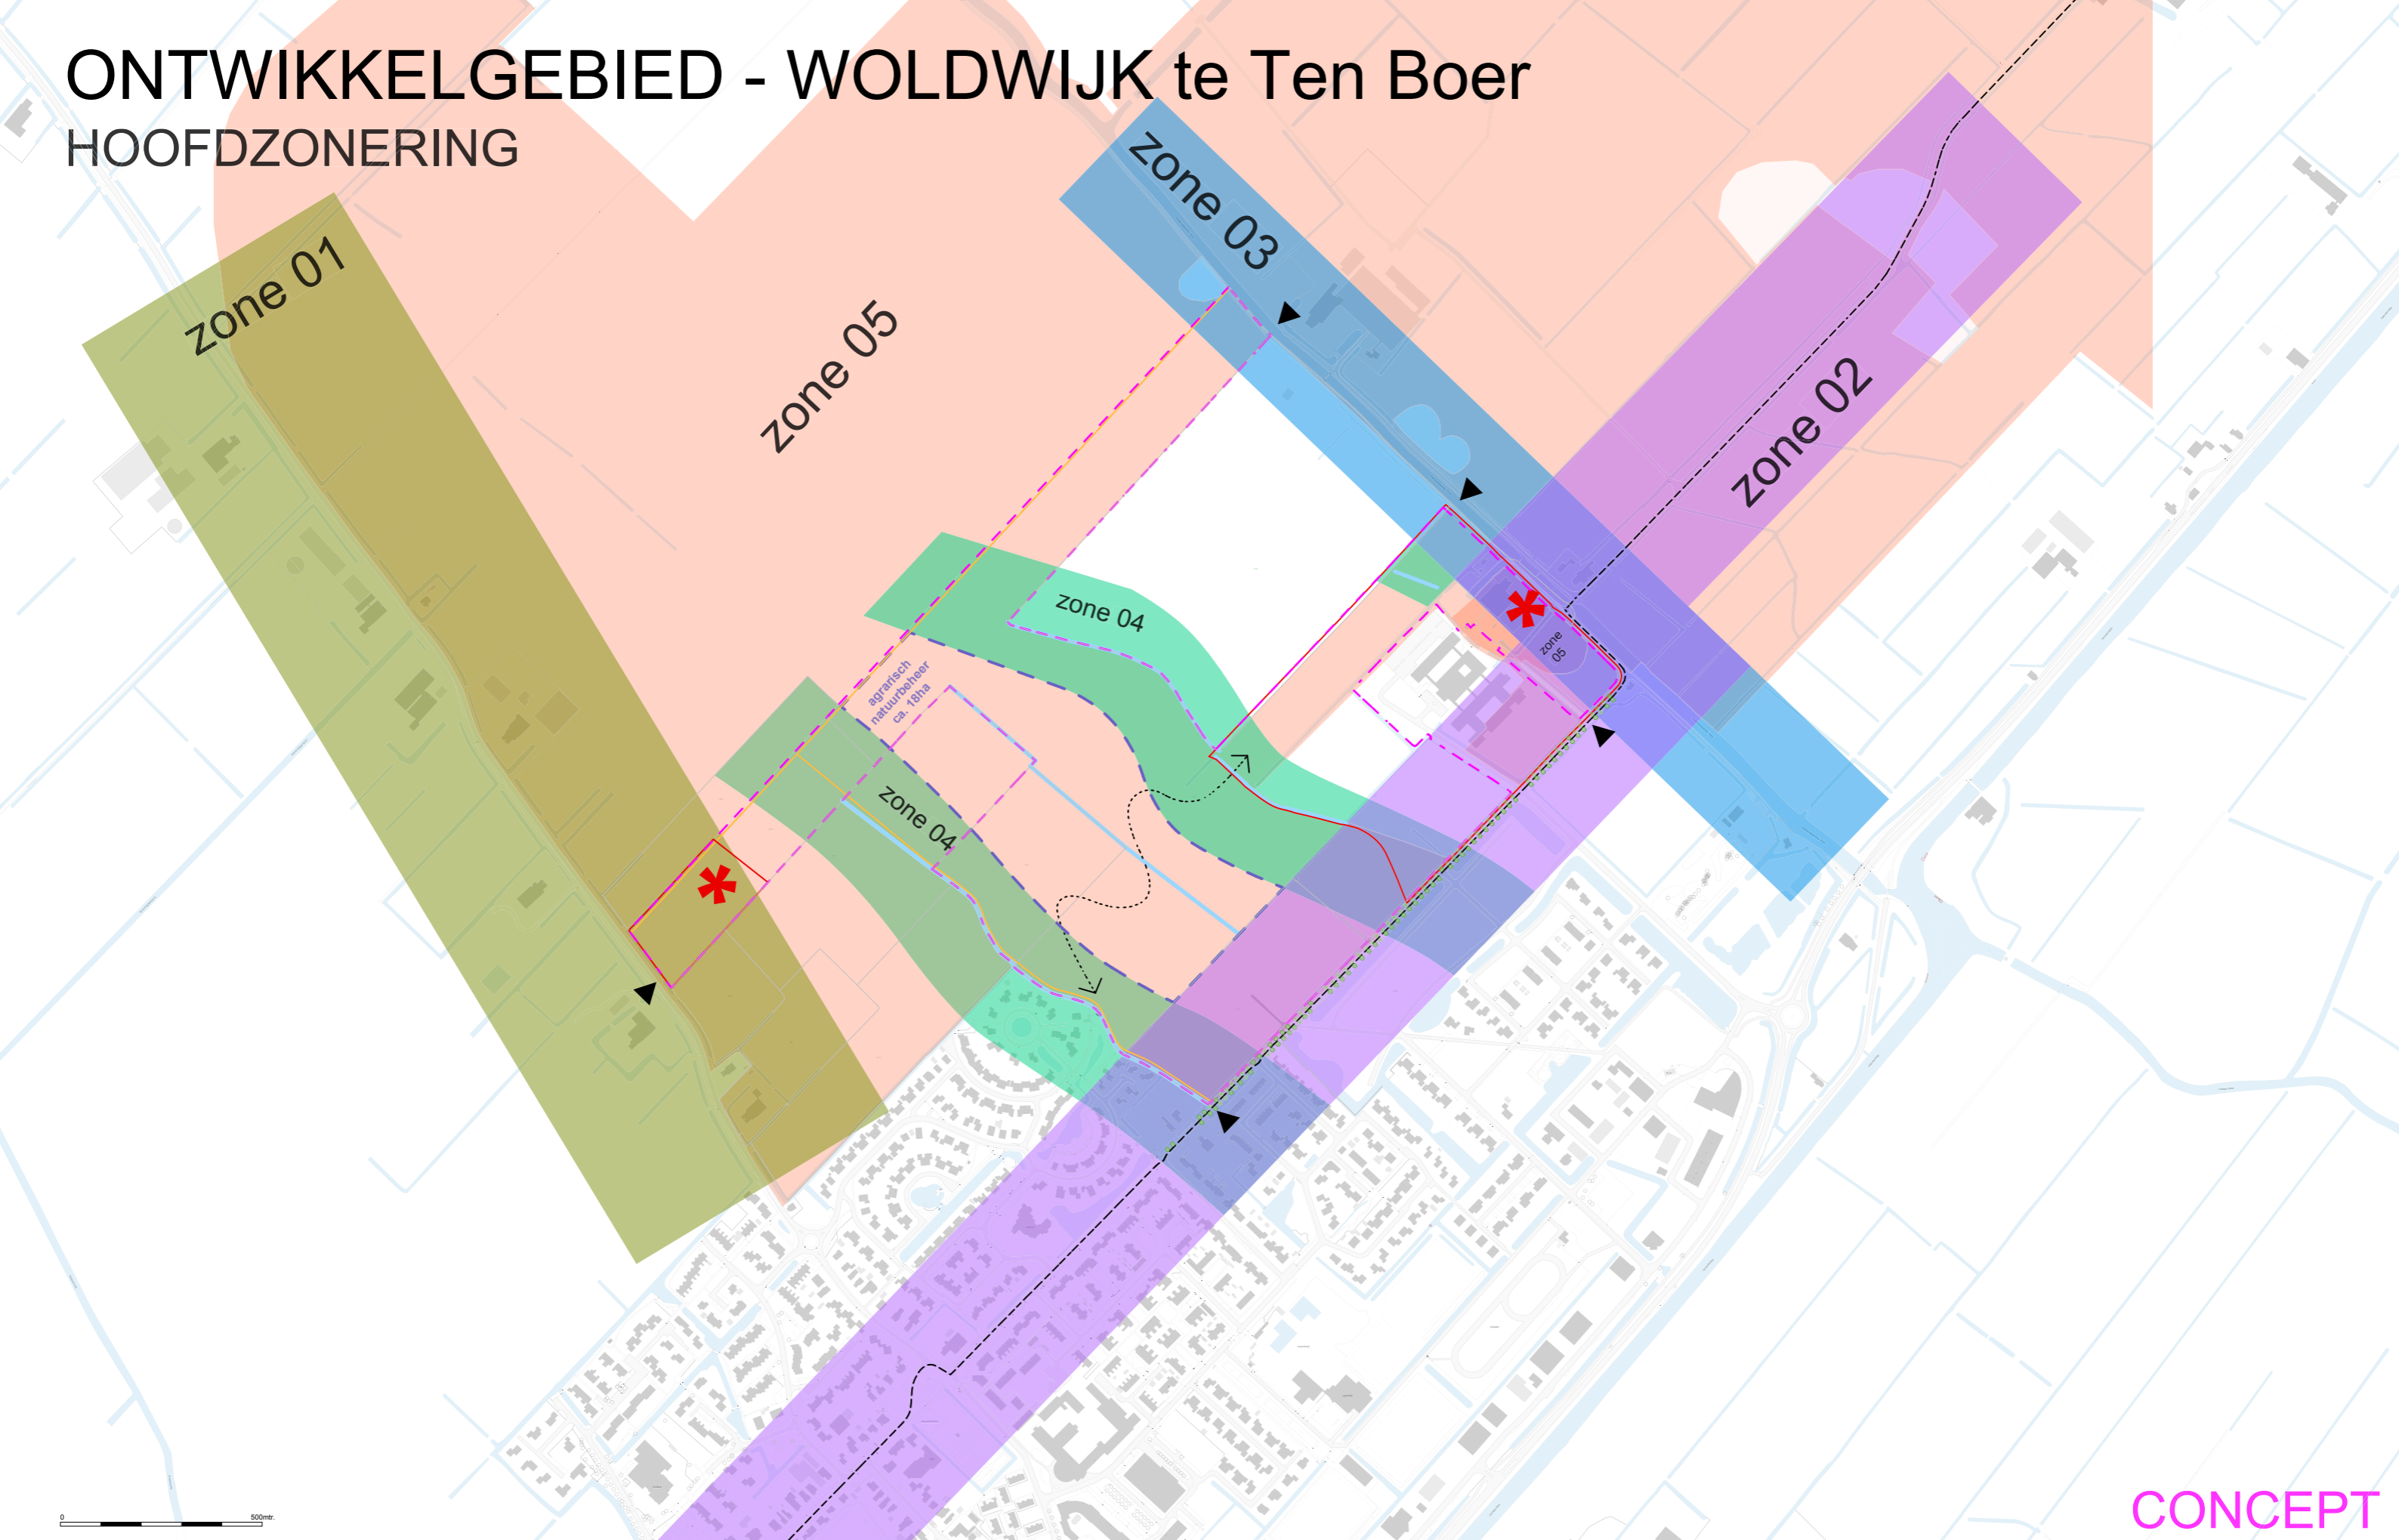 ONTWIKKELGEBIED - WOLDWIJK te Ten Boer
HOOFDZONERING
zone 01
zone 05
zone 03
zone 02
zone 04
zone
05
agrarisch
natuurbeheer
ca. 18ha
zone 04
0 500mtr.
CONCEPT